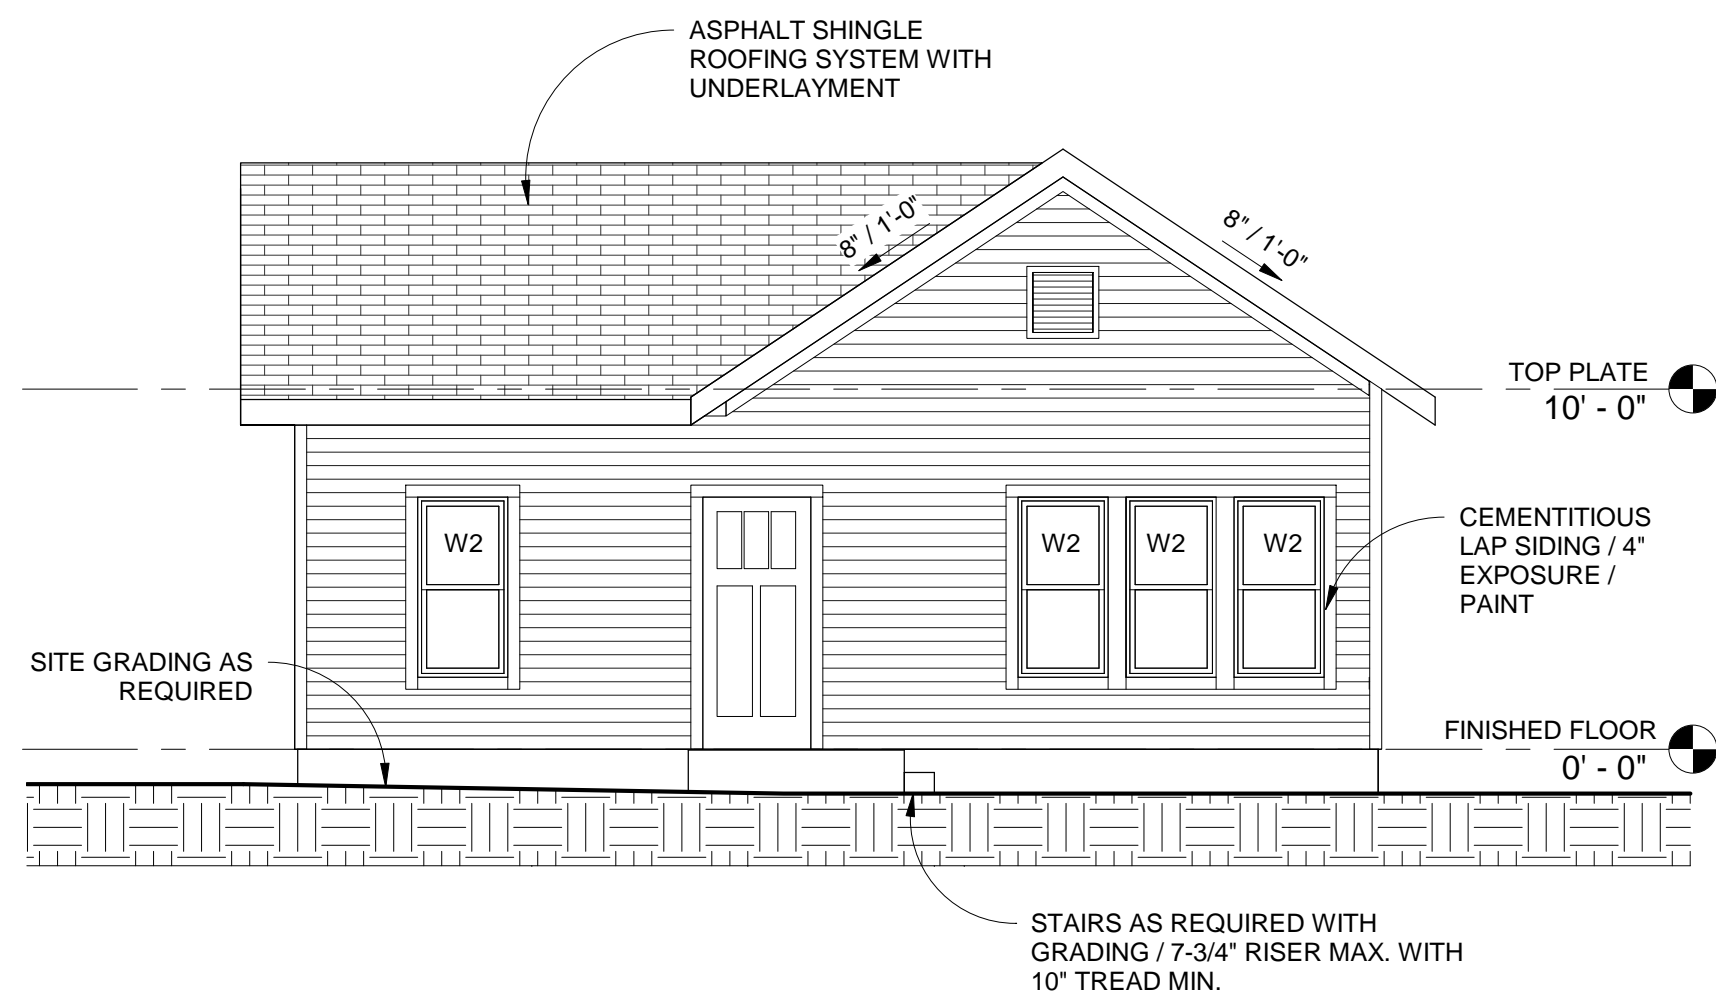 ASPHALT SHINGLE
ROOFING SYSTEM WITH
UNDERLAYMENT
8" / 1'-0"
8" / 1'-0"
TOP PLATE
10' - 0"
W2
W2
W2
W2
CEMENTITIOUS
LAP SIDING / 4"
EXPOSURE /
PAINT
SITE GRADING AS
REQUIRED
FINISHED FLOOR
0' - 0"
STAIRS AS REQUIRED WITH
GRADING / 7-3/4" RISER MAX. WITH
10" TREAD MIN.